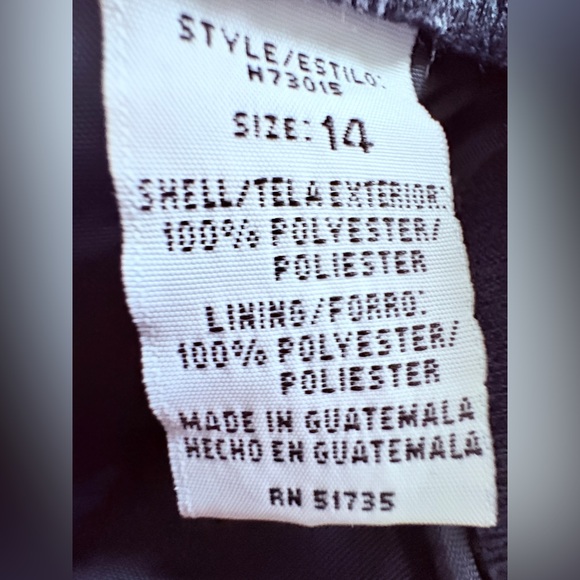 STYLE/ESTILO:
H73015
SIZE: 14
SHELL/TELA EXTERIOR:
100% POLYESTER/
POLIESTER
LINING/FORRO:
100% POLYESTER/
POLIESTER
MADE IN GUATEMALA
HECHO EN GUATEMALA
RN 51735